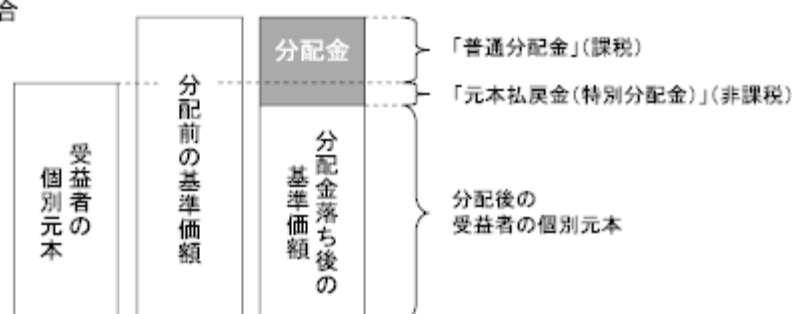 合
受益者の
個別元本
分配前の基準価額
分配金
分配金落ち後の
基準価額
「普通分配金」(課税)
「元本払戻金(特別分配金)」(非課税)
分配後の
受益者の個別元本